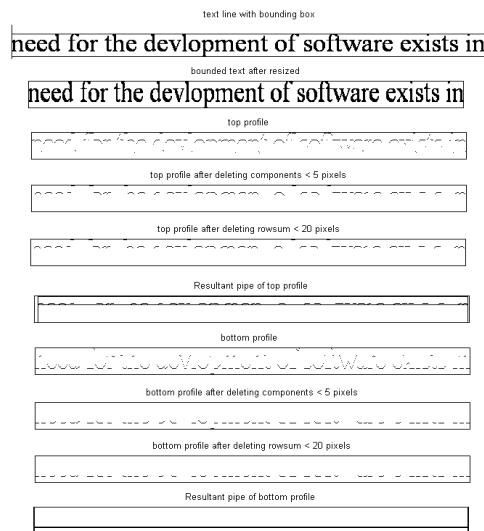 text line with bounding box
need for the devlopment of software exists in
bounded text after resized
need for the devlopment of software exists in
top profile
top profile after deleting components < 5 pixels
top profile after deleting rowsum < 20 pixels
Resultant pipe of top profile
bottom profile
bottom profile after deleting components < 5 pixels
bottom profile after deleting rowsum < 20 pixels
Resultant pipe of bottom profile